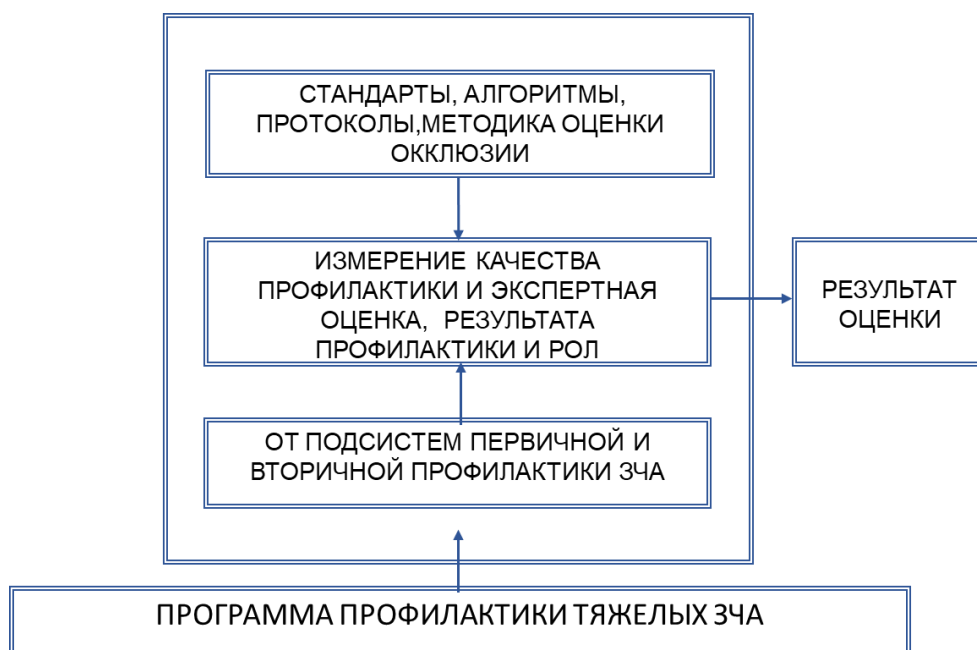 СТАНДАРТЫ, АЛГОРИТМЫ,
ПРОТОКОЛЫ,МЕТОДИКА ОЦЕНКИ
ОККЛЮЗИИ
ИЗМЕРЕНИЕ КАЧЕСТВА
ПРОФИЛАКТИКИ И ЭКСПЕРТНАЯ
ОЦЕНКА, РЕЗУЛЬТАТА
ПРОФИЛАКТИКИ И РОЛ
РЕЗУЛЬТАТ
ОЦЕНКИ
ОТ ПОДСИСТЕМ ПЕРВИЧНОЙ И
ВТОРИЧНОЙ ПРОФИЛАКТИКИ ЗЧА
ПРОГРАММА ПРОФИЛАКТИКИ ТЯЖЕЛЫХ ЗЧА